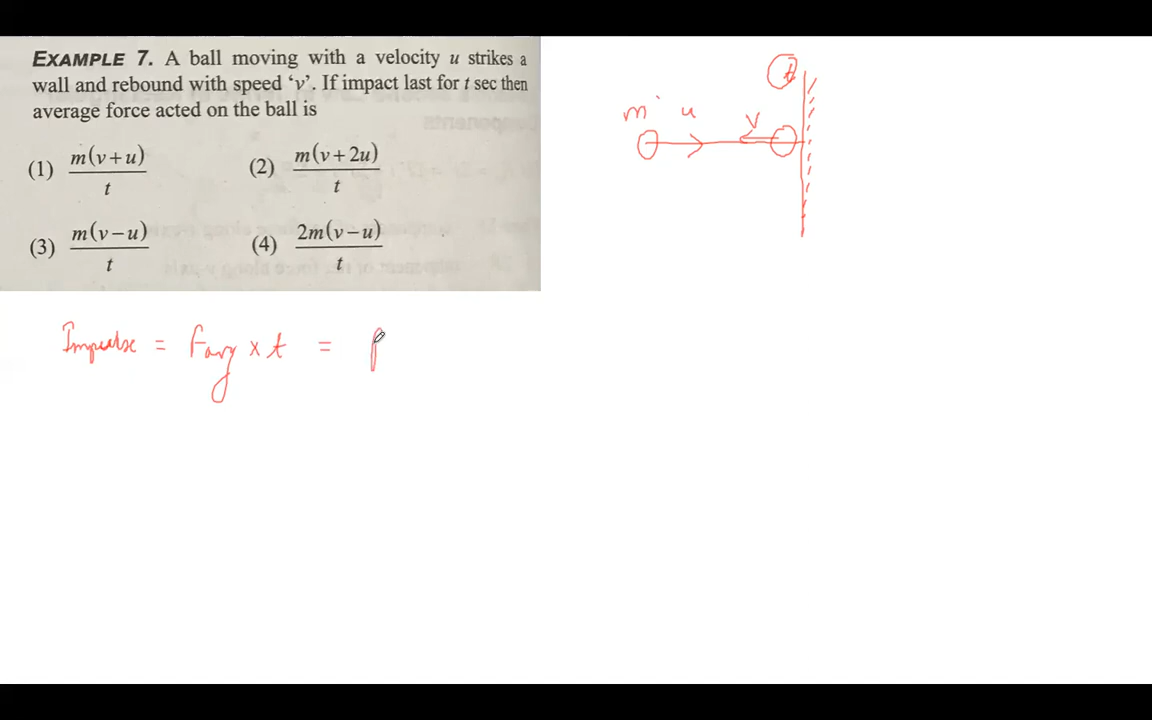 EXAMPLE 7. A ball moving with a velocity u strikes a
wall and rebound with speed ‘v’. If impact last for t sec then
average force acted on the ball is
(1) m(v+u)/t (2) m(v+2u)/t
(3) m(v−u)/t (4) 2m(v−u)/t
t
m u v
Impulse = Favg × t = P